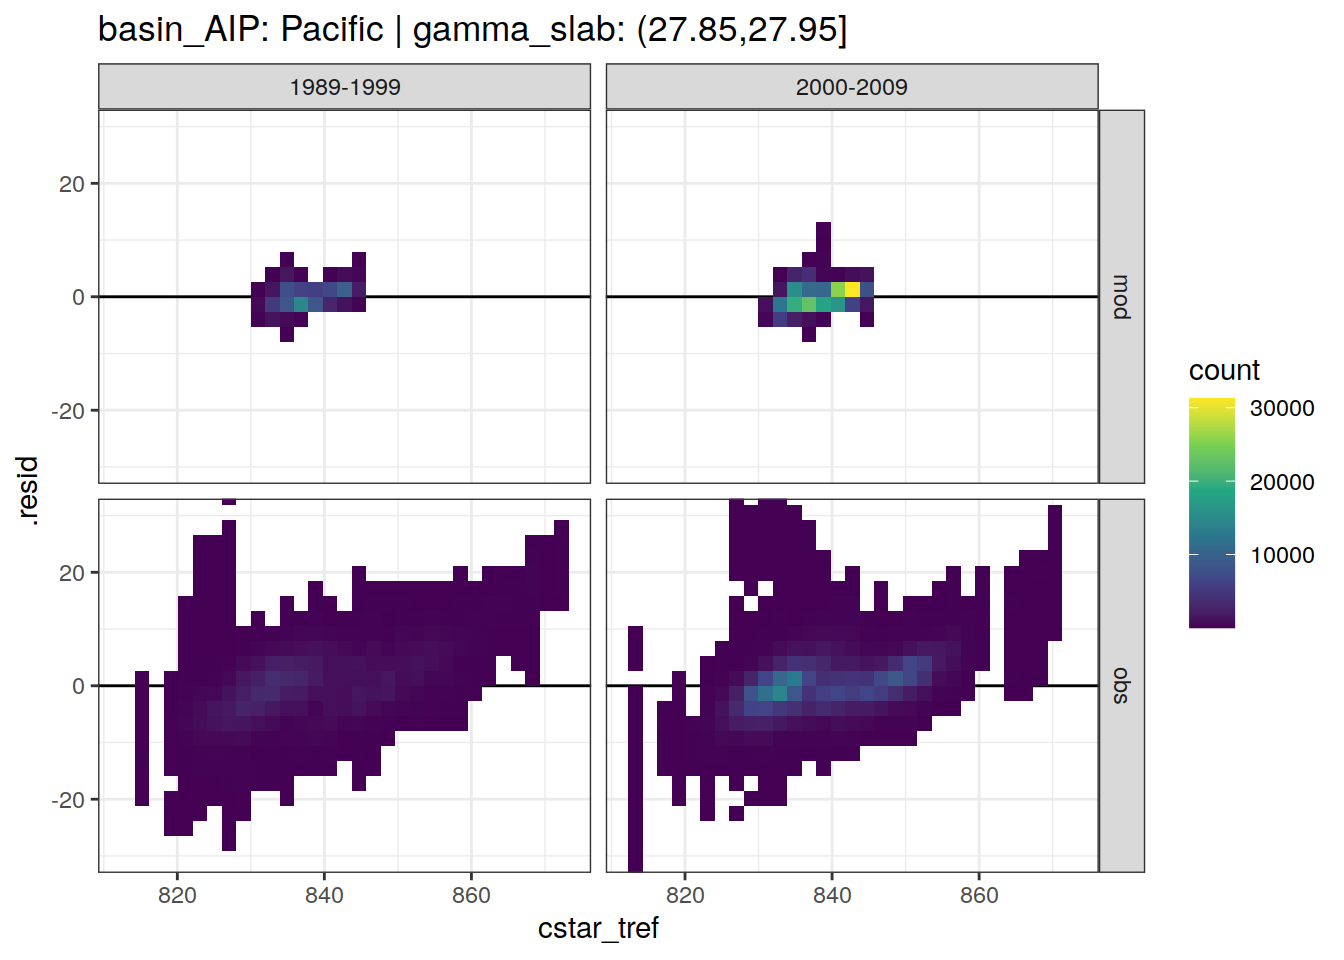 basin_AIP: Pacific | gamma_slab: (27.85,27.95]
1989-1999
2000-2009
20
0
-20
mod
20
0
-20
obs
.resid
820
840
860
820
840
860
cstar_tref
count
30000
20000
10000